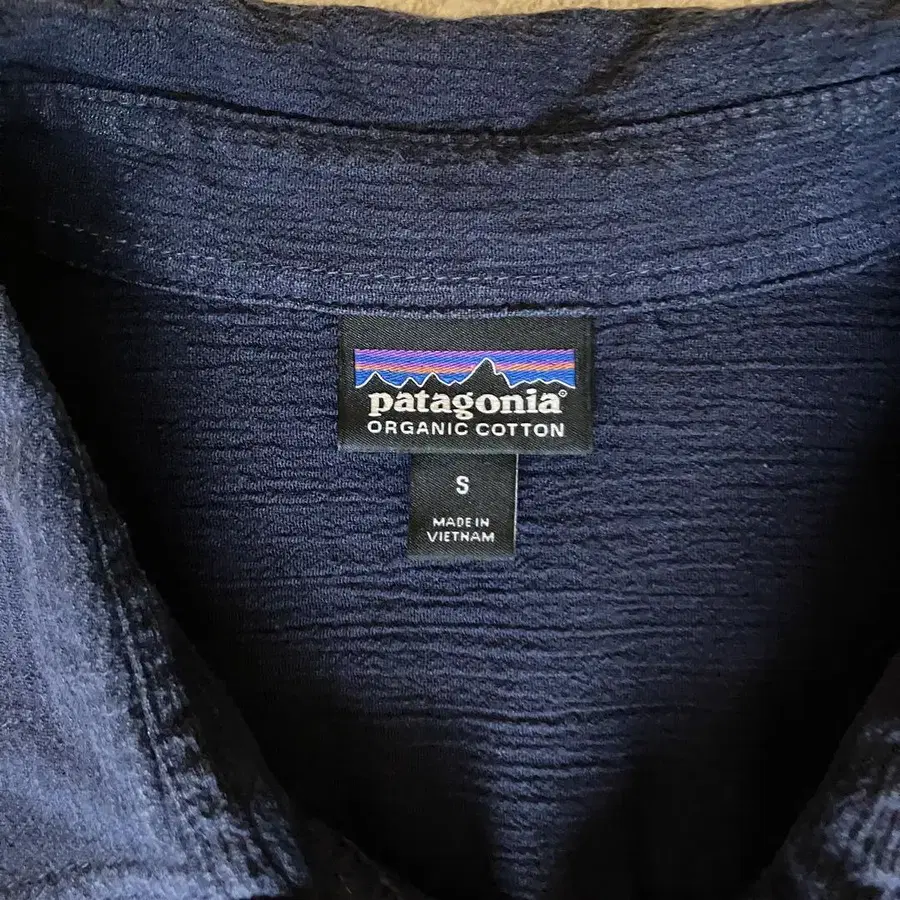 patagonia®
ORGANIC COTTON
S
MADE IN
VIETNAM